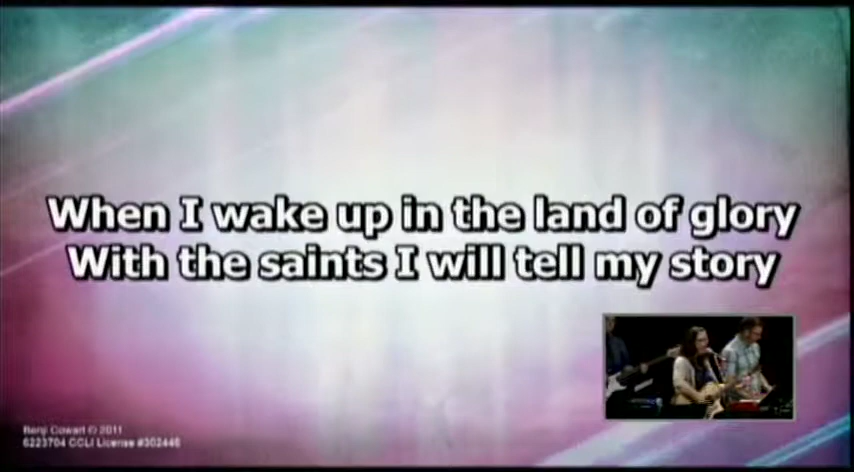 When I wake up in the land of glory
With the saints I will tell my story
Benji Cowart © 2011
6223704 CCLI License #302446